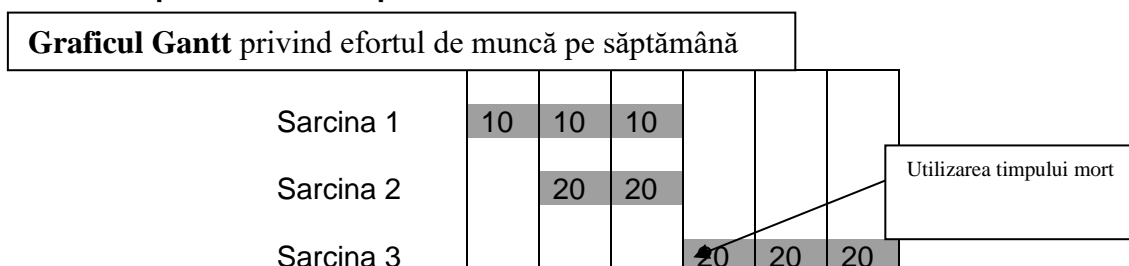 Graficul Gantt privind efortul de muncă pe săptămână
Sarcina 1 10 10 10
Utilizarea timpului mort
Sarcina 2 20 20
Sarcina 3 20 20 20